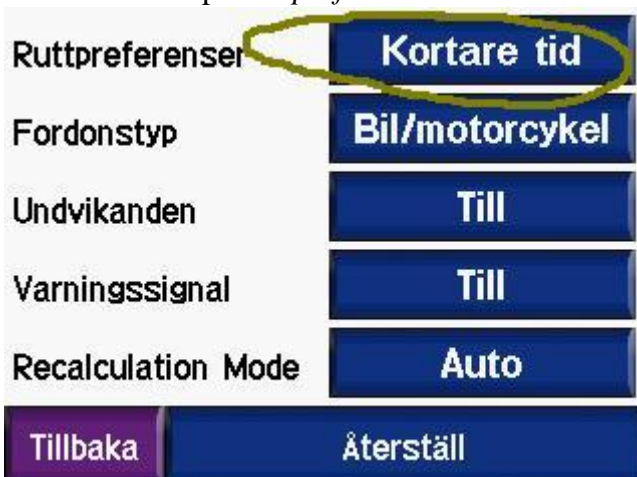 Ruttpreferenser Kortare tid
Fordonstyp Bil/motorcykel
Undvikanden Till
Varningssignal Till
Recalculation Mode Auto
Tillbaka Återställ